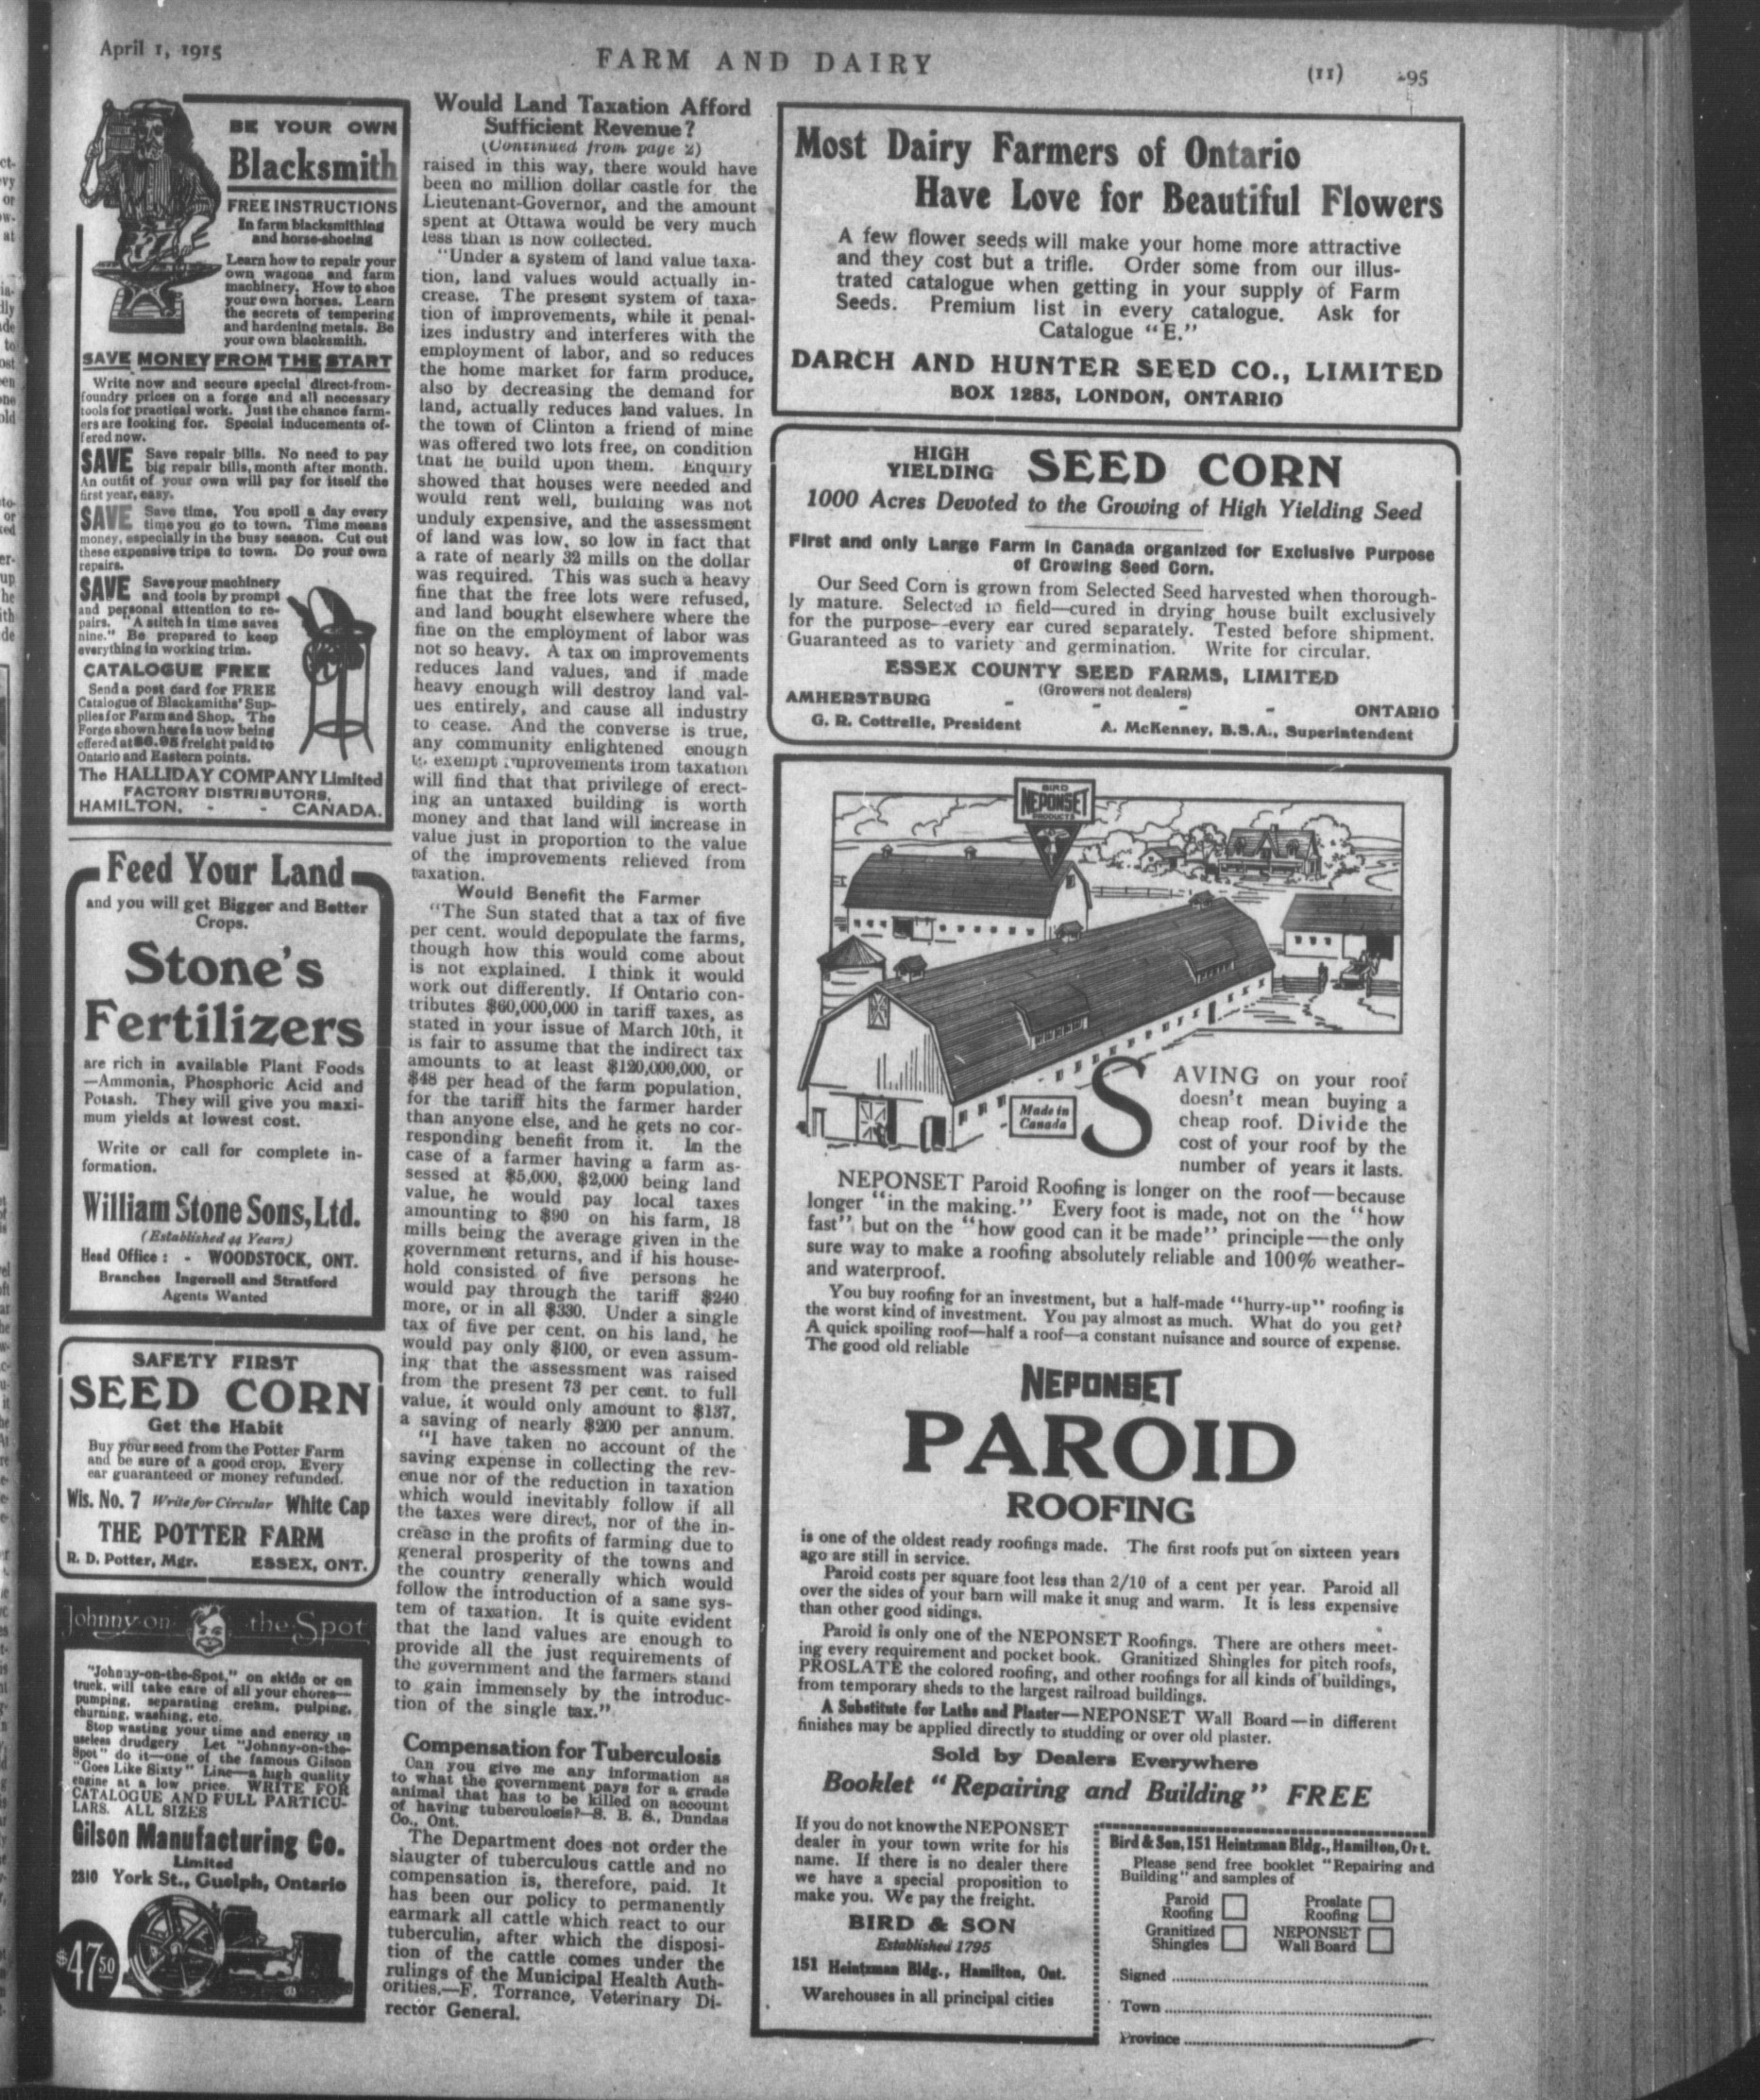 April 1, 1915
FARM AND DAIRY
(11)
95
BE YOUR OWN
Blacksmith
FREE INSTRUCTIONS
In farm blacksmithing
and horse-shoeing
Learn how to repair your
own wagons and farm
machinery. How to shoe
your own horses. Learn
the secrets of tempering
and hardening metals. Be
your own blacksmith.
SAVE MONEY FROM THE START
Write now and secure special direct-from-
foundry prices on a forge and all necessary
tools for practical work. Just the chance farm-
ers are looking for. Special inducements of-
fered now.
SAVE Save repair bills. No need to pay
big repair bills, month after month.
An outfit of your own will pay for itself the
first year, easy.
SAVE Save time. You spoil a day every
time you go to town. Time means
money, especially in the busy season. Cut out
these expensive trips to town. Do your own
repairs.
SAVE Save your machinery
and tools by prompt
and personal attention to re-
pairs. "A stitch in time saves
nine." Be prepared to keep
everything in working trim.
CATALOGUE FREE
Send a post card for FREE
Catalogue of Blacksmiths' Sup-
plies for Farm and Shop. The
Forge shown here is now being
offered at $6.95 freight paid to
Ontario and Eastern points.
The HALLIDAY COMPANY Limited
FACTORY DISTRIBUTORS,
HAMILTON, - - CANADA.
Feed Your Land
and you will get Bigger and Better
Crops.
Stone's
Fertilizers
are rich in available Plant Foods
—Ammonia, Phosphoric Acid and
Potash. They will give you maxi-
mum yields at lowest cost.
Write or call for complete in-
formation.
William Stone Sons, Ltd.
(Established 44 Years)
Head Office: - WOODSTOCK, ONT.
Branches Ingersoll and Stratford
Agents Wanted
SAFETY FIRST
SEED CORN
Get the Habit
Buy your seed from the Potter Farm
and be sure of a good crop. Every
ear guaranteed or money refunded.
Wis. No. 7 Write for Circular White Cap
THE POTTER FARM
R. D. Potter, Mgr. ESSEX, ONT.
Johnny on the Spot
"Johnny-on-the-Spot," on skids or on
truck, will take care of all your chores—
pumping, separating cream, pulping,
churning, washing, etc.
Stop wasting your time and energy in
useless drudgery Let "Johnny-on-the-
Spot" do it—one of the famous Gilson
"Goes Like Sixty" Line—a high quality
engine at a low price. WRITE FOR
CATALOGUE AND FULL PARTICU-
LARS. ALL SIZES
Gilson Manufacturing Co.
Limited
2810 York St., Guelph, Ontario
$47.50
Would Land Taxation Afford
Sufficient Revenue?
(Continued from page 2)
raised in this way, there would have
been no million dollar castle for the
Lieutenant-Governor, and the amount
spent at Ottawa would be very much
less than is now collected.
"Under a system of land value taxa-
tion, land values would actually in-
crease. The present system of taxa-
tion of improvements, while it penal-
izes industry and interferes with the
employment of labor, and so reduces
the home market for farm produce,
also by decreasing the demand for
land, actually reduces land values. In
the town of Clinton a friend of mine
was offered two lots free, on condition
that he build upon them. Enquiry
showed that houses were needed and
would rent well, building was not
unduly expensive, and the assessment
of land was low, so low in fact that
a rate of nearly 32 mills on the dollar
was required. This was such a heavy
fine that the free lots were refused,
and land bought elsewhere where the
fine on the employment of labor was
not so heavy. A tax on improvements
reduces land values, and if made
heavy enough will destroy land val-
ues entirely, and cause all industry
to cease. And the converse is true,
any community enlightened enough
to exempt improvements from taxation
will find that that privilege of erect-
ing an untaxed building is worth
money and that land will increase in
value just in proportion to the value
of the improvements relieved from
taxation.
Would Benefit the Farmer
"The Sun stated that a tax of five
per cent. would depopulate the farms,
though how this would come about
is not explained. I think it would
work out differently. If Ontario con-
tributes $60,000,000 in tariff taxes, as
stated in your issue of March 10th, it
is fair to assume that the indirect tax
amounts to at least $120,000,000, or
$48 per head of the farm population,
for the tariff hits the farmer harder
than anyone else, and he gets no cor-
responding benefit from it. In the
case of a farmer having a farm as-
sessed at $5,000, $2,000 being land
value, he would pay local taxes
amounting to $90 on his farm, 18
mills being the average given in the
government returns, and if his house-
hold consisted of five persons he
would pay through the tariff $240
more, or in all $330. Under a single
tax of five per cent. on his land, he
would pay only $100, or even assum-
ing that the assessment was raised
from the present 73 per cent. to full
value, it would only amount to $137,
a saving of nearly $200 per annum.
"I have taken no account of the
saving expense in collecting the rev-
enue nor of the reduction in taxation
which would inevitably follow if all
the taxes were direct, nor of the in-
crease in the profits of farming due to
general prosperity of the towns and
the country generally which would
follow the introduction of a sane sys-
tem of taxation. It is quite evident
that the land values are enough to
provide all the just requirements of
the government and the farmers stand
to gain immensely by the introduc-
tion of the single tax."
Compensation for Tuberculosis
Can you give me any information as
to what the government pays for a grade
animal that has to be killed on account
of having tuberculosis?—S. B. S., Dundas
Co., Ont.
The Department does not order the
slaugter of tuberculous cattle and no
compensation is, therefore, paid. It
has been our policy to permanently
earmark all cattle which react to our
tuberculin, after which the disposi-
tion of the cattle comes under the
rulings of the Municipal Health Auth-
orities.—F. Torrance, Veterinary Di-
rector General.
Most Dairy Farmers of Ontario
Have Love for Beautiful Flowers
A few flower seeds will make your home more attractive
and they cost but a trifle. Order some from our illus-
trated catalogue when getting in your supply of Farm
Seeds. Premium list in every catalogue. Ask for
Catalogue "E."
DARCH AND HUNTER SEED CO., LIMITED
BOX 1283, LONDON, ONTARIO
HIGH
YIELDING SEED CORN
1000 Acres Devoted to the Growing of High Yielding Seed
First and only Large Farm in Canada organized for Exclusive Purpose
of Growing Seed Corn.
Our Seed Corn is grown from Selected Seed harvested when thorough-
ly mature. Selected in field—cured in drying house built exclusively
for the purpose—every ear cured separately. Tested before shipment.
Guaranteed as to variety and germination. Write for circular.
ESSEX COUNTY SEED FARMS, LIMITED
(Growers not dealers)
AMHERSTBURG - - - - ONTARIO
G. R. Cottrelle, President A. McKenney, B.S.A., Superintendent
BIRD
NEPONSET
PRODUCTS
Made in
Canada
SAVING on your roof
doesn't mean buying a
cheap roof. Divide the
cost of your roof by the
number of years it lasts.
NEPONSET Paroid Roofing is longer on the roof—because
longer "in the making." Every foot is made, not on the "how
fast" but on the "how good can it be made" principle—the only
sure way to make a roofing absolutely reliable and 100% weather-
and waterproof.
You buy roofing for an investment, but a half-made "hurry-up" roofing is
the worst kind of investment. You pay almost as much. What do you get?
A quick spoiling roof—half a roof—a constant nuisance and source of expense.
The good old reliable
NEPONSET
PAROID
ROOFING
is one of the oldest ready roofings made. The first roofs put on sixteen years
ago are still in service.
Paroid costs per square foot less than 2/10 of a cent per year. Paroid all
over the sides of your barn will make it snug and warm. It is less expensive
than other good sidings.
Paroid is only one of the NEPONSET Roofings. There are others meet-
ing every requirement and pocket book. Granitized Shingles for pitch roofs,
PROSLATE the colored roofing, and other roofings for all kinds of buildings,
from temporary sheds to the largest railroad buildings.
A Substitute for Laths and Plaster—NEPONSET Wall Board—in different
finishes may be applied directly to studding or over old plaster.
Sold by Dealers Everywhere
Booklet "Repairing and Building" FREE
If you do not know the NEPONSET
dealer in your town write for his
name. If there is no dealer there
we have a special proposition to
make you. We pay the freight.
BIRD & SON
Established 1795
151 Heintzman Bldg., Hamilton, Ont.
Warehouses in all principal cities
Bird & Son, 151 Heintzman Bldg., Hamilton, Ont.
Please send free booklet "Repairing and
Building" and samples of
Paroid Roofing
Proslate Roofing
Granitized Shingles
NEPONSET Wall Board
Signed
Town
Province